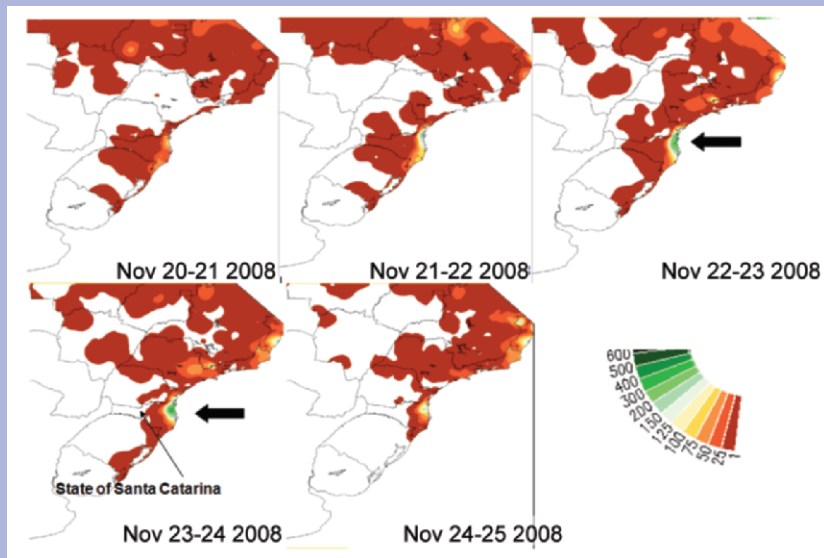 Nov 20-21 2008
Nov 21-22 2008
Nov 22-23 2008
State of Santa Catarina
Nov 23-24 2008
Nov 24-25 2008
600
500
400
300
200
150
125
100
75
50
25
1